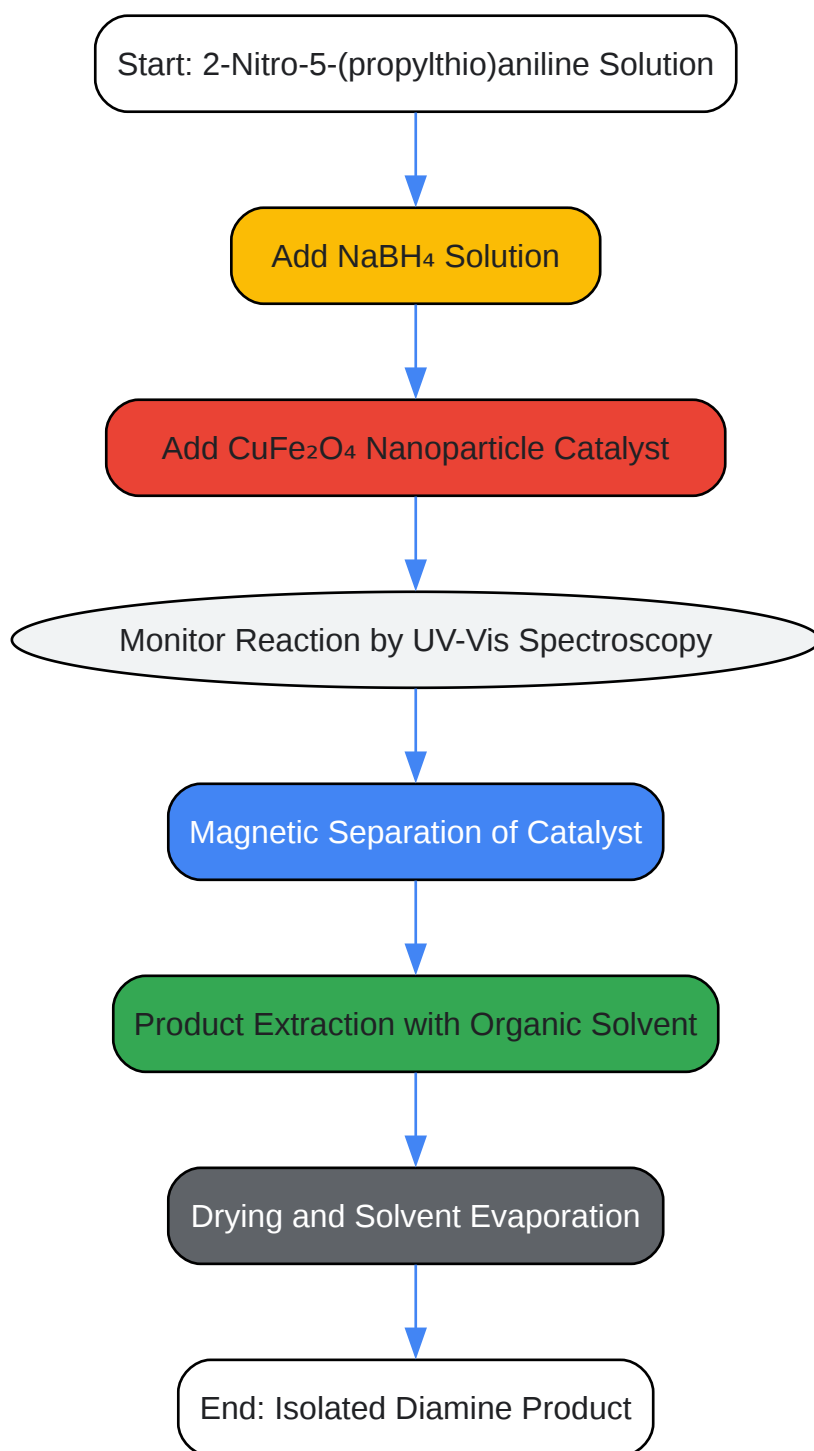 Start: 2-Nitro-5-(propylthio)aniline Solution
Add NaBH₄ Solution
Add CuFe₂O₄ Nanoparticle Catalyst
Monitor Reaction by UV-Vis Spectroscopy
Magnetic Separation of Catalyst
Product Extraction with Organic Solvent
Drying and Solvent Evaporation
End: Isolated Diamine Product